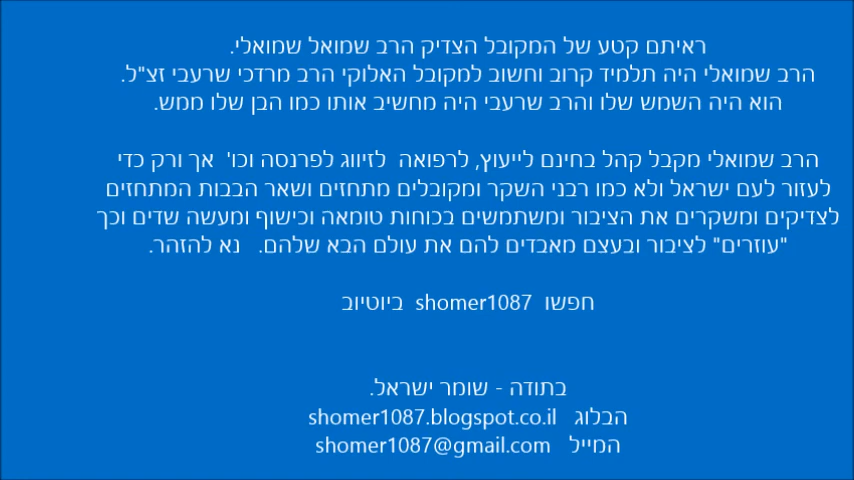 ראיתם קטע של המקובל הצדיק הרב שמואל שמואלי.
הרב שמואלי היה תלמיד קרוב וחשוב למקובל האלוקי הרב מרדכי שרעבי זצ"ל.
הוא היה השמש שלו והרב שרעבי היה מחשיב אותו כמו הבן שלו ממש.
הרב שמואלי מקבל קהל בחינם לייעוץ, לרפואה לזיווג לפרנסה וכו' אך ורק כדי
לעזור לעם ישראל ולא כמו רבני השקר ומקובלים מתחזים ושאר הבבות המתחזים
לצדיקים ומשקרים את הציבור ומשתמשים בכוחות טומאה וכישוף ומעשה שדים וכך
"עוזרים" לציבור ובעצם מאבדים להם את עולם הבא שלהם. נא להזהר.
חפשו shomer1087 ביוטיוב
בתודה - שומר ישראל.
הבלוג shomer1087.blogspot.co.il
המייל shomer1087@gmail.com